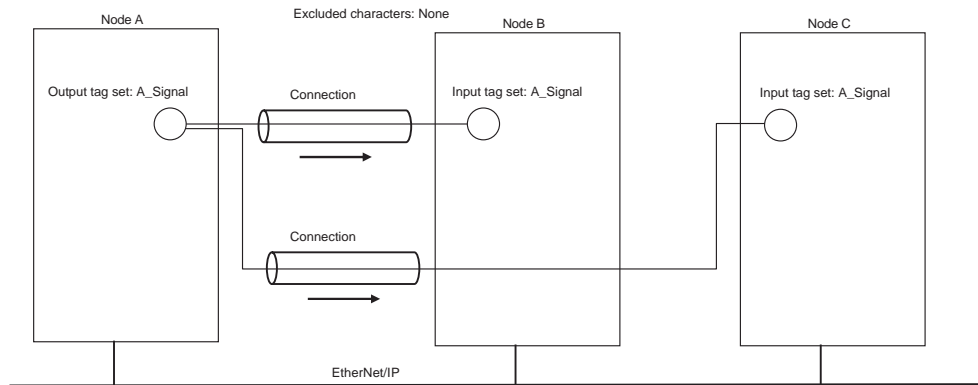 Excluded characters: None
Node A
Node B
Node C
Output tag set: A_Signal
Connection
Input tag set: A_Signal
Input tag set: A_Signal
Connection
EtherNet/IP